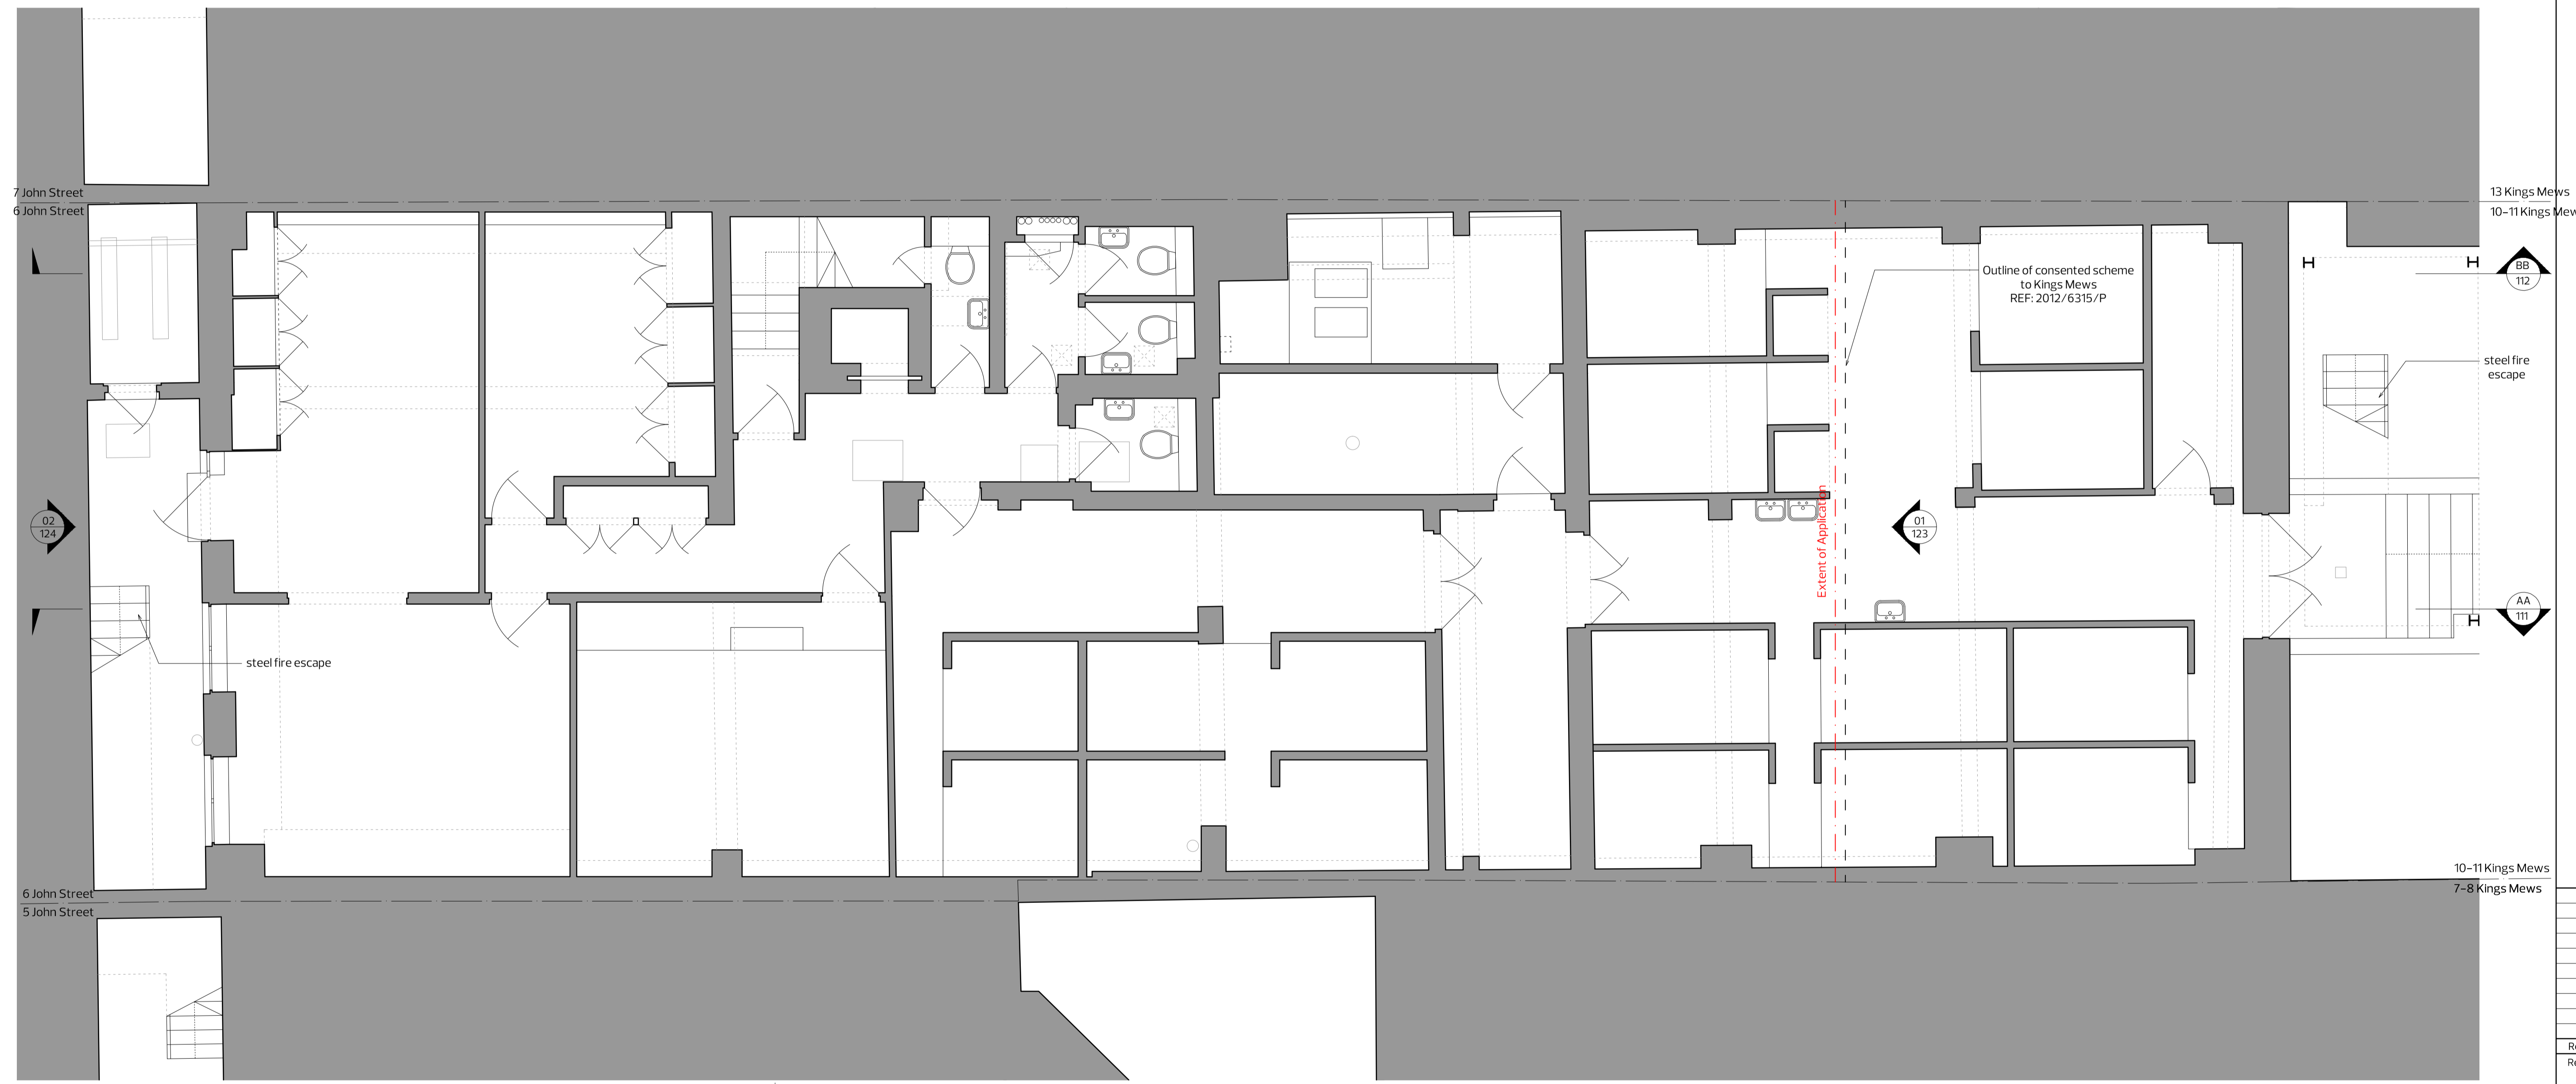 7 John Street
6 John Street
13 Kings Mews
10–11 Kings Mew
BB
112
Outline of consented scheme
to Kings Mews
REF: 2012/6315/P
steel fire
escape
02
124
01
123
Extent of Application
AA
111
steel fire escape
6 John Street
5 John Street
10–11 Kings Mews
7–8 Kings Mews